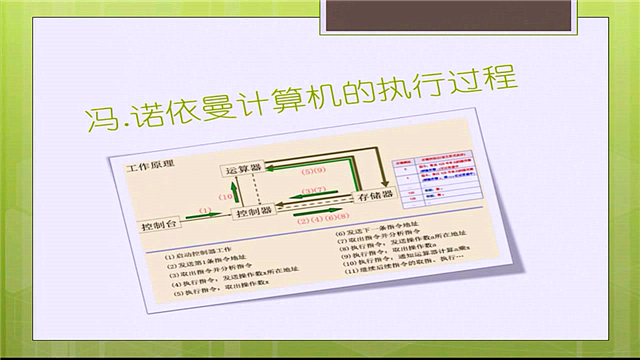 冯.诺依曼计算机的执行过程
工作原理
运算器
(5)(9)
(10)
(3)(7)
存储器
(1)
控制台
控制器
(2)(4)(6)(8)
(1)启动控制器工作
(2)发送第1条指令地址
(3)取出指令并分析指令
(4)执行指令：发送操作数x所在地址
(5)执行指令：取出操作数x
(6)发送下一条指令地址
(7)取出指令并分析指令
(8)执行指令：发送操作数a所在地址
(9)执行指令：取出操作数a
(10)执行指令：通知运算器计算a乘x
(11)继续后续指令的取指、执行…